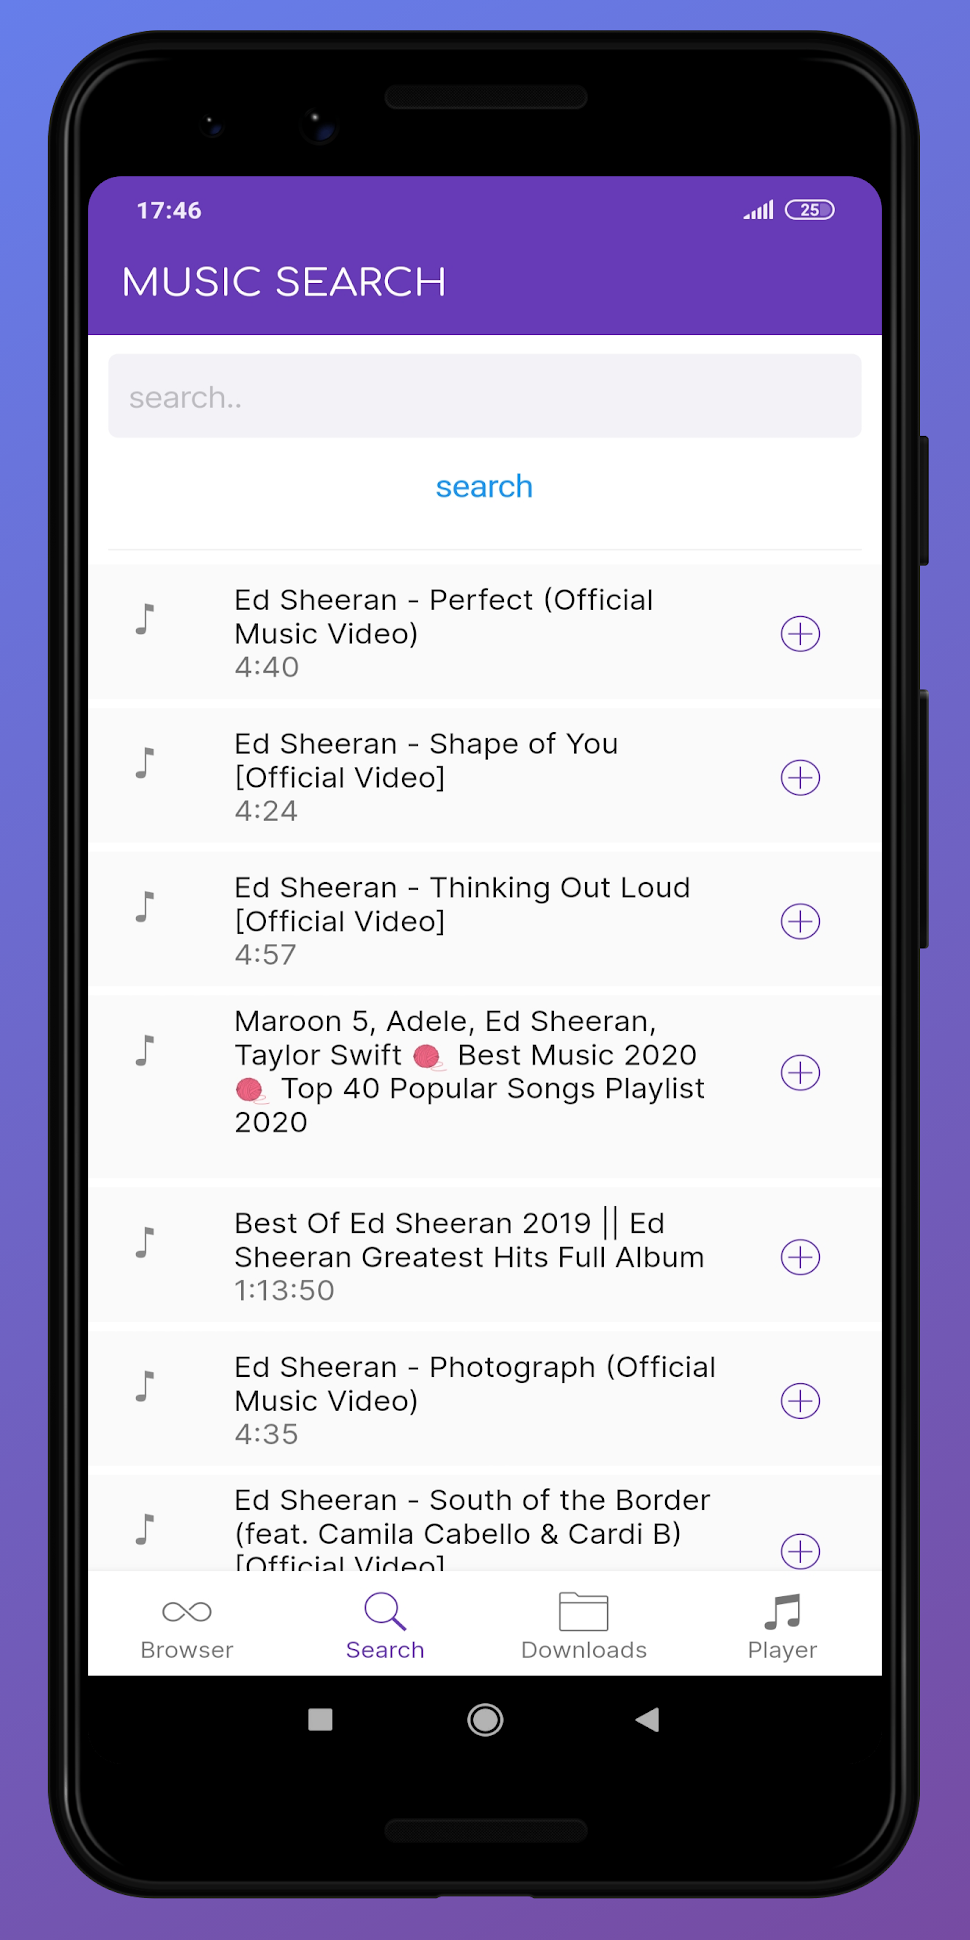 17:46
25
MUSIC SEARCH
search..
search
Ed Sheeran - Perfect (Official
Music Video)
4:40
Ed Sheeran - Shape of You
[Official Video]
4:24
Ed Sheeran - Thinking Out Loud
[Official Video]
4:57
Maroon 5, Adele, Ed Sheeran,
Taylor Swift 🧶 Best Music 2020
🧶 Top 40 Popular Songs Playlist
2020
Best Of Ed Sheeran 2019 || Ed
Sheeran Greatest Hits Full Album
1:13:50
Ed Sheeran - Photograph (Official
Music Video)
4:35
Ed Sheeran - South of the Border
(feat. Camila Cabello & Cardi B)
[Official Video]
Browser
Search
Downloads
Player